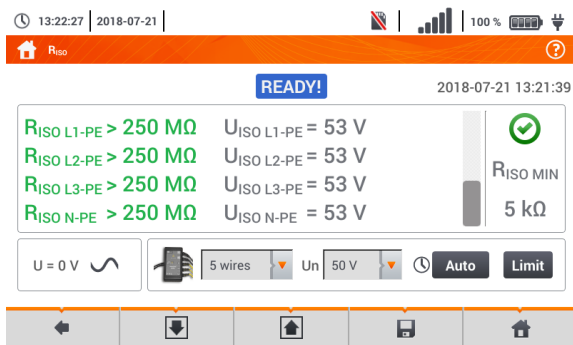 13:22:27 2018-07-21 100 %
RISO ?
READY! 2018-07-21 13:21:39
RISO L1-PE > 250 MΩ UISO L1-PE = 53 V
RISO L2-PE > 250 MΩ UISO L2-PE = 53 V
RISO L3-PE > 250 MΩ UISO L3-PE = 53 V
RISO N-PE > 250 MΩ UISO N-PE = 53 V
RISO MIN
5 kΩ
U = 0 V 5 wires Un 50 V Auto Limit